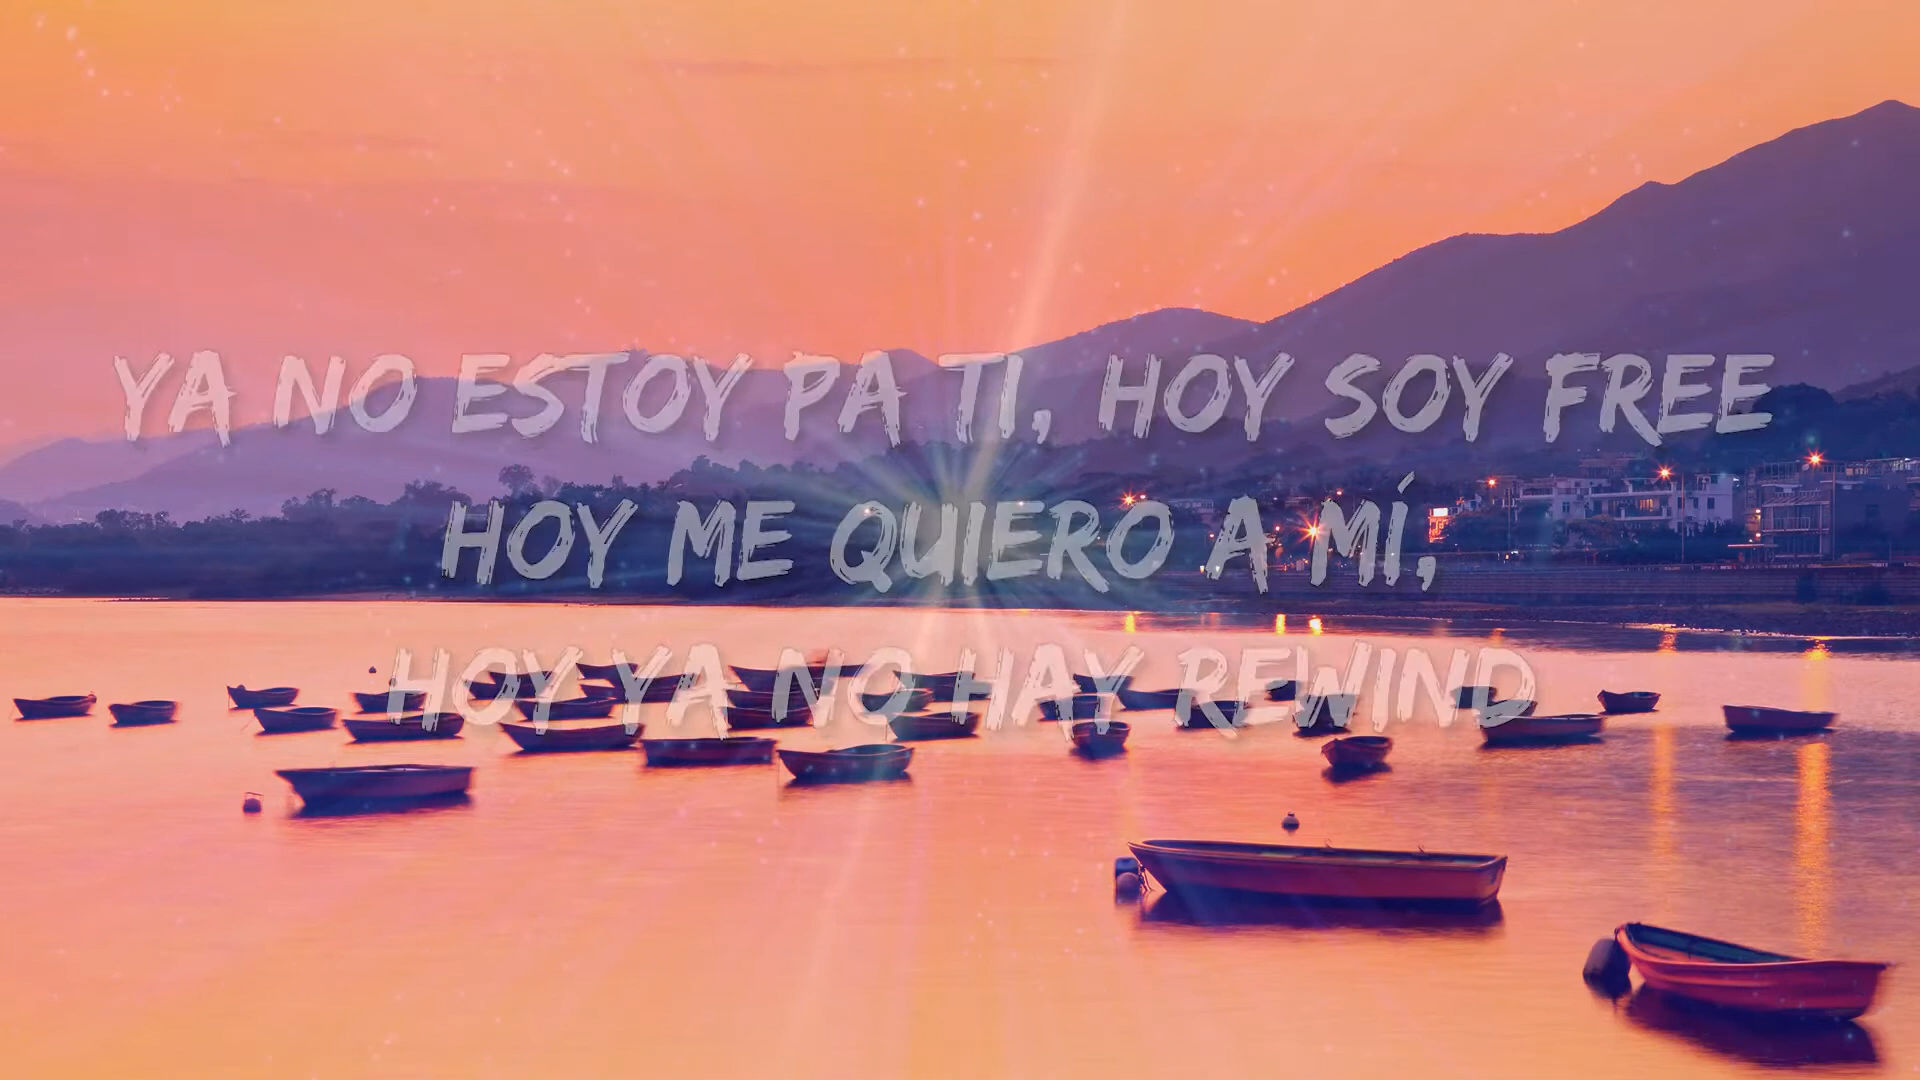 YA NO ESTOY PA TI, HOY SOY FREE
HOY ME QUIERO A MÍ,
HOY YA NO HAY REWIND